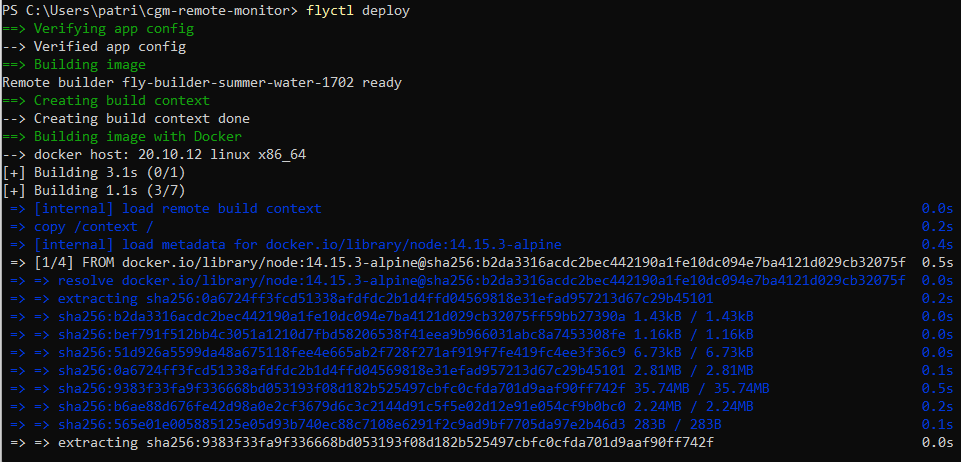 PS C:\Users\patri\cgm-remote-monitor> flyctl deploy
==> Verifying app config
--> Verified app config
==> Building image
Remote builder fly-builder-summer-water-1702 ready
==> Creating build context
--> Creating build context done
==> Building image with Docker
--> docker host: 20.10.12 linux x86_64
[+] Building 3.1s (0/1)
[+] Building 1.1s (3/7)
=> [internal] load remote build context 0.0s
=> copy /context / 0.2s
=> [internal] load metadata for docker.io/library/node:14.15.3-alpine 0.4s
=> [1/4] FROM docker.io/library/node:14.15.3-alpine@sha256:b2da3316acdc2bec442190a1fe10dc094e7ba4121d029cb32075f 0.5s
=> => resolve docker.io/library/node:14.15.3-alpine@sha256:b2da3316acdc2bec442190a1fe10dc094e7ba4121d029cb32075f 0.0s
=> => extracting sha256:0a6724ff3fcd51338afdfdc2b1d4ffd04569818e31efad957213d67c29b45101 0.2s
=> => sha256:b2da3316acdc2bec442190a1fe10dc094e7ba4121d029cb32075ff59bb27390a 1.43kB / 1.43kB 0.0s
=> => sha256:bef791f512bb4c3051a1210d7fbd58206538f41eea9b966031abc8a7453308fe 1.16kB / 1.16kB 0.0s
=> => sha256:51d926a5599da48a675118fee4e665ab2f728f271af919f7fe419fc4ee3f36c9 6.73kB / 6.73kB 0.0s
=> => sha256:0a6724ff3fcd51338afdfdc2b1d4ffd04569818e31efad957213d67c29b45101 2.81MB / 2.81MB 0.1s
=> => sha256:9383f33fa9f336668bd053193f08d182b525497cbfc0cfda701d9aaf90ff742f 35.74MB / 35.74MB 0.5s
=> => sha256:b6ae88d676fe42d98a0e2cf3679d6c3c2144d91c5f5e02d12e91e054cf9b0bc0 2.24MB / 2.24MB 0.2s
=> => sha256:565e01e005885125e05d93b740ec88c7108e6291f2c9ad9bf7705da97e2b46d3 283B / 283B 0.1s
=> => extracting sha256:9383f33fa9f336668bd053193f08d182b525497cbfc0cfda701d9aaf90ff742f 0.0s